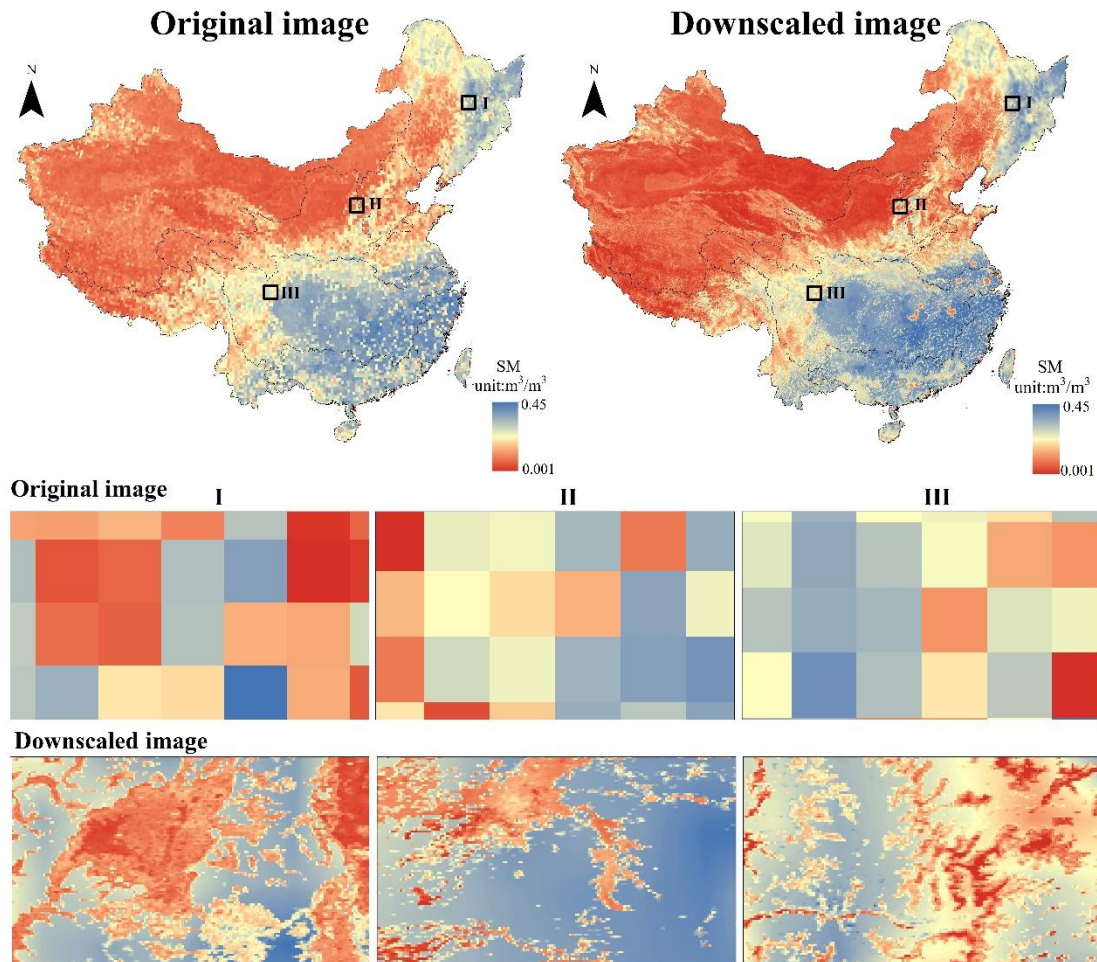 Original image
Downscaled image
N
N
I
I
II
II
III
III
SM
unit:m³/m³
0.45
0.001
SM
unit:m³/m³
0.45
0.001
Original image
I
II
III
Downscaled image